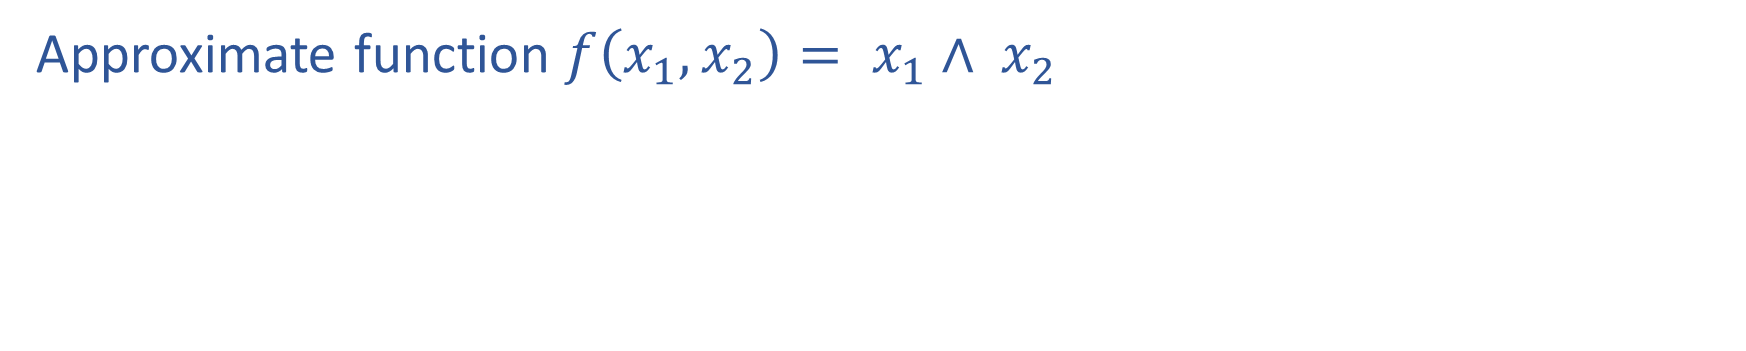 Approximate function 𝑓(𝑥₁, 𝑥₂) = 𝑥₁ ∧ 𝑥₂